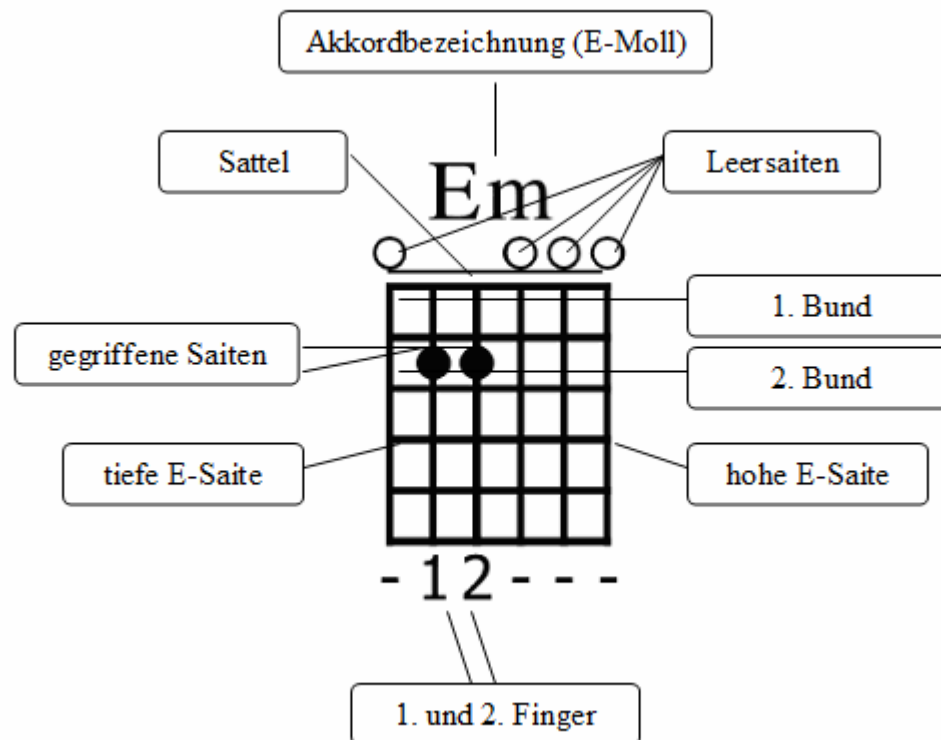 Akkordbezeichnung (E-Moll)
Sattel
Leersaiten
Em
1. Bund
gegriffene Saiten
2. Bund
tiefe E-Saite
hohe E-Saite
- 1 2 - - -
1. und 2. Finger